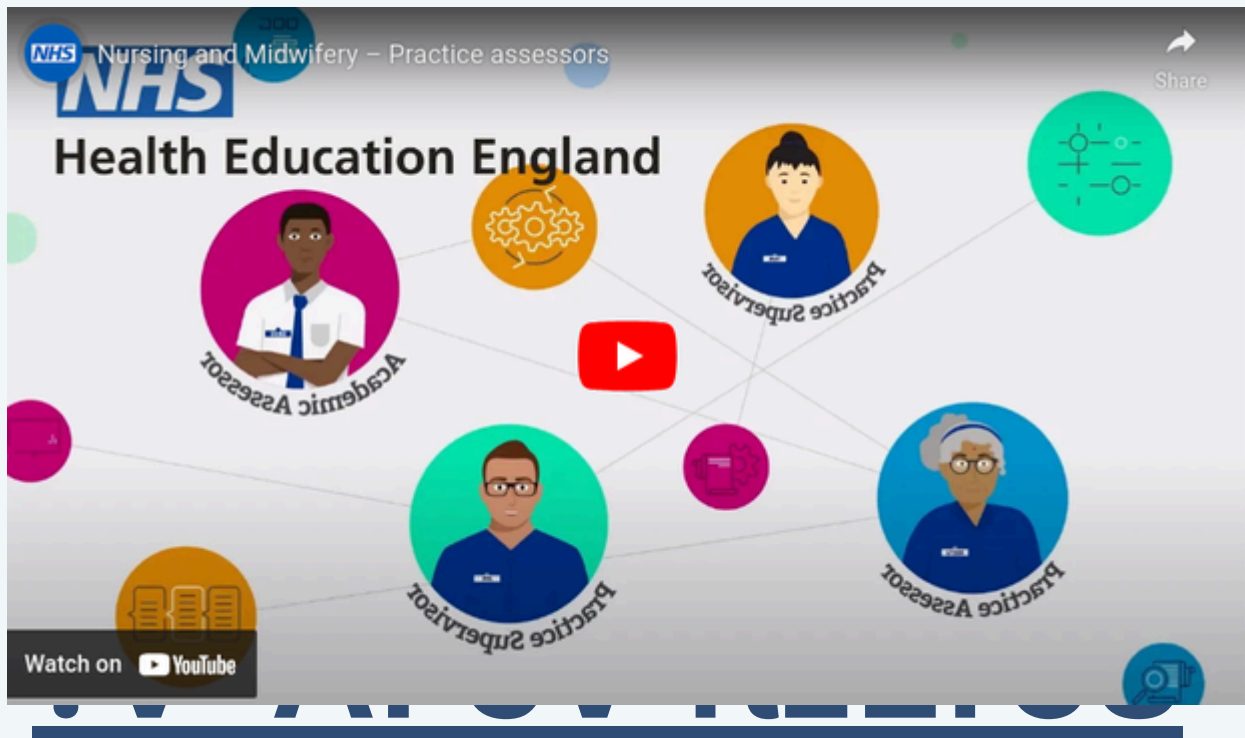 NHS Nursing and Midwifery – Practice assessors
Share
NHS
Health Education England
Practice Supervisor
Academic Assessor
Practice Supervisor
Practice Assessor
Watch on YouTube